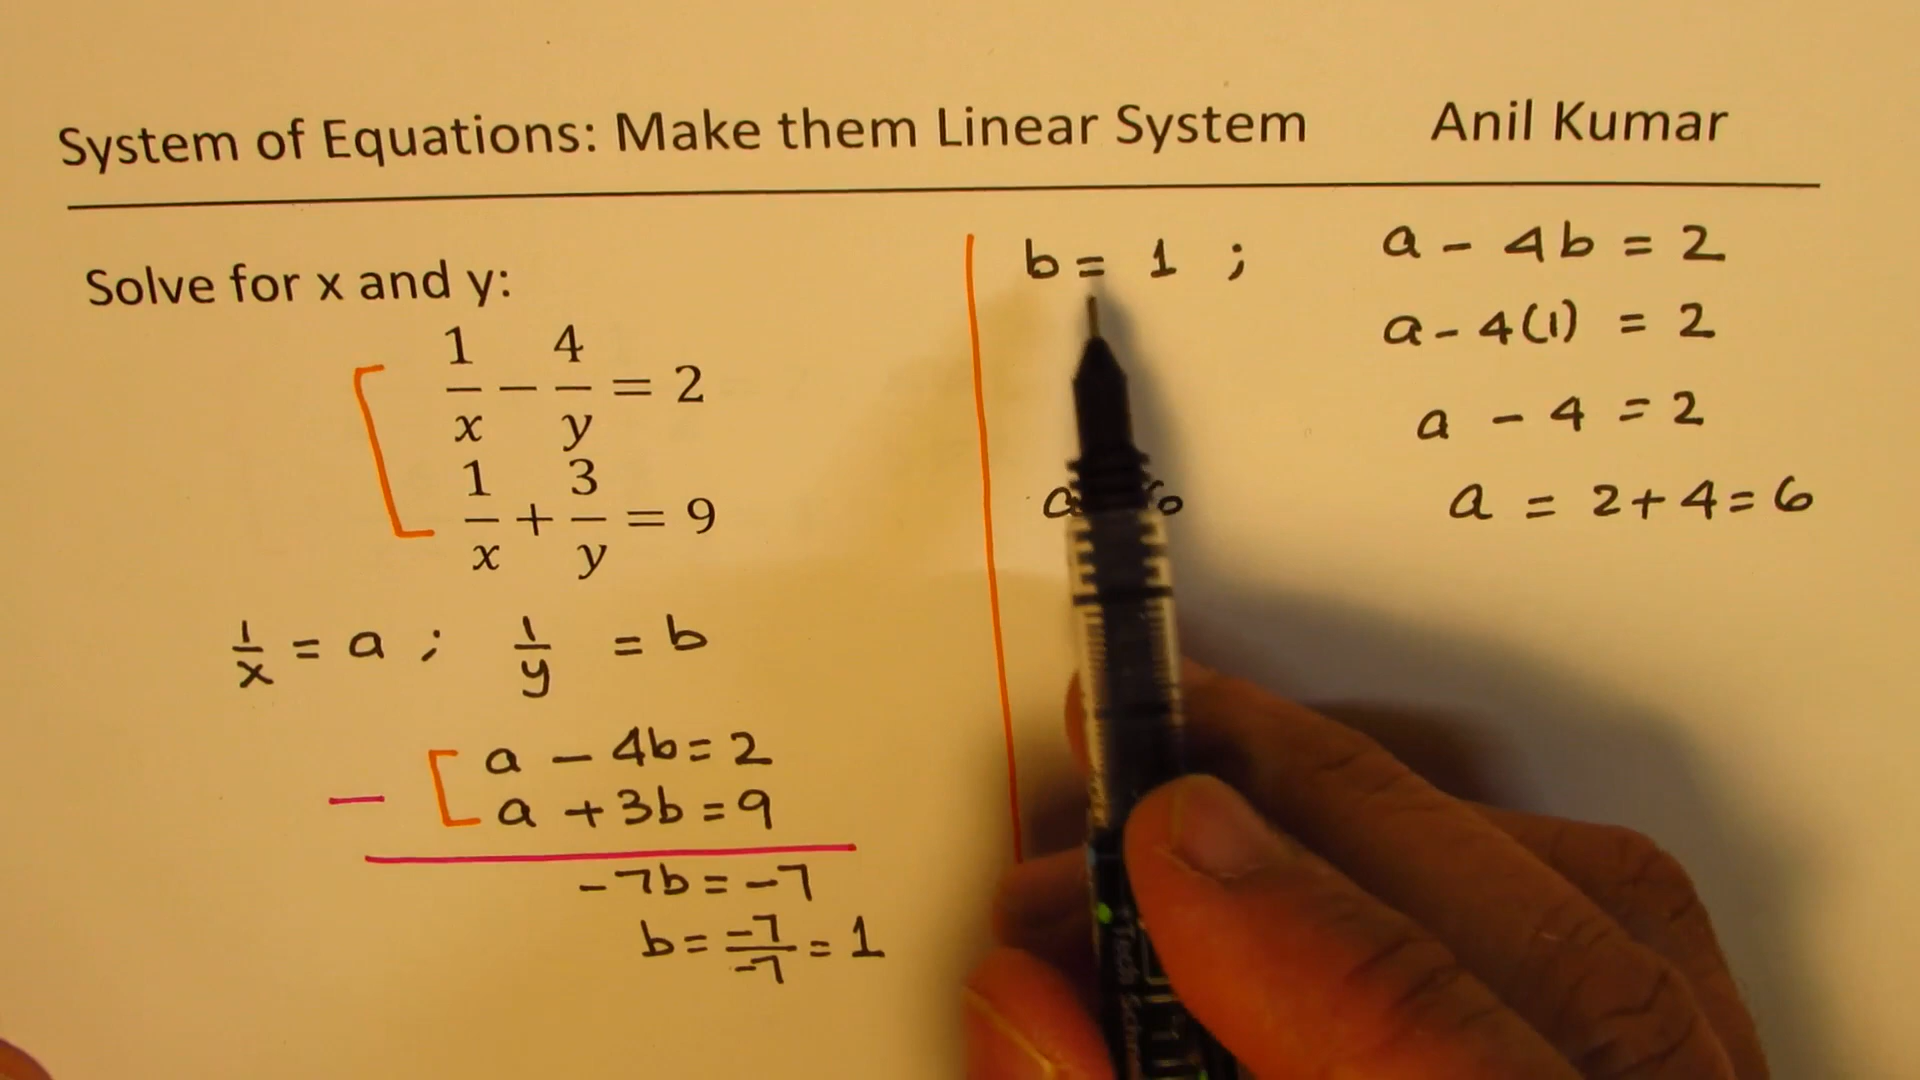 System of Equations: Make them Linear System Anil Kumar
Solve for x and y:
1/x − 4/y = 2
1/x + 3/y = 9
1/x = a ; 1/y = b
− [ a − 4b = 2
a + 3b = 9
-7b = -7
b = -7/-7 = 1
b = 1 ;
a
a - 4b = 2
a - 4(1) = 2
a - 4 = 2
a = 2+4 = 6